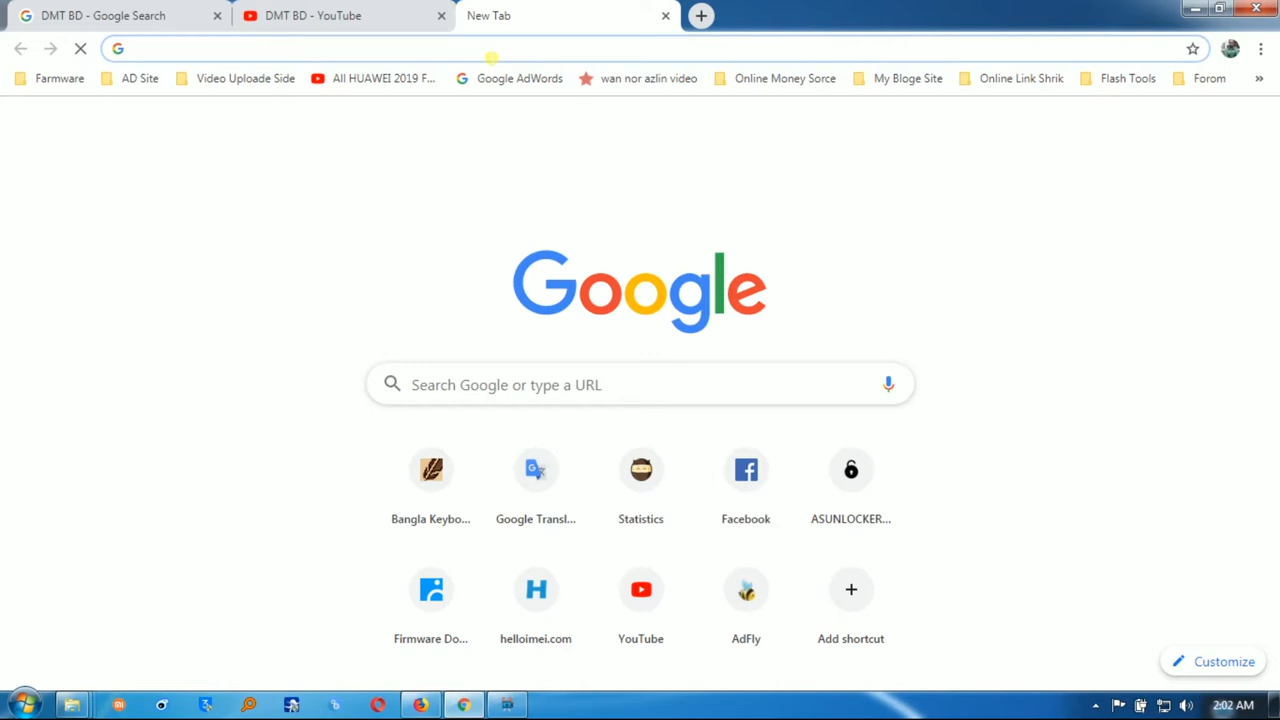 DMT BD - Google Search
DMT BD - YouTube
New Tab
Farmware
AD Site
Video Uploade Side
All HUAWEI 2019 F...
Google AdWords
wan nor azlin video
Online Money Sorce
My Bloge Site
Online Link Shrik
Flash Tools
Forom
Google
Search Google or type a URL
Bangla Keybo...
Google Transl...
Statistics
Facebook
ASUNLOCKER...
Firmware Do...
helloimei.com
YouTube
AdFly
Add shortcut
Customize
2:02 AM